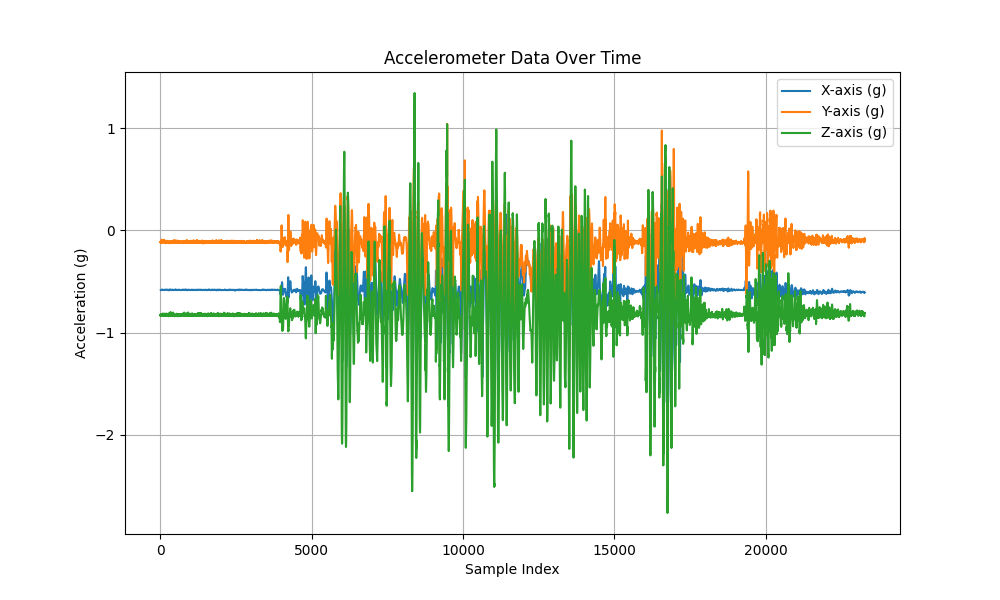 Accelerometer Data Over Time
X-axis (g)
Y-axis (g)
Z-axis (g)
1
0
−1
−2
Acceleration (g)
0 5000 10000 15000 20000
Sample Index